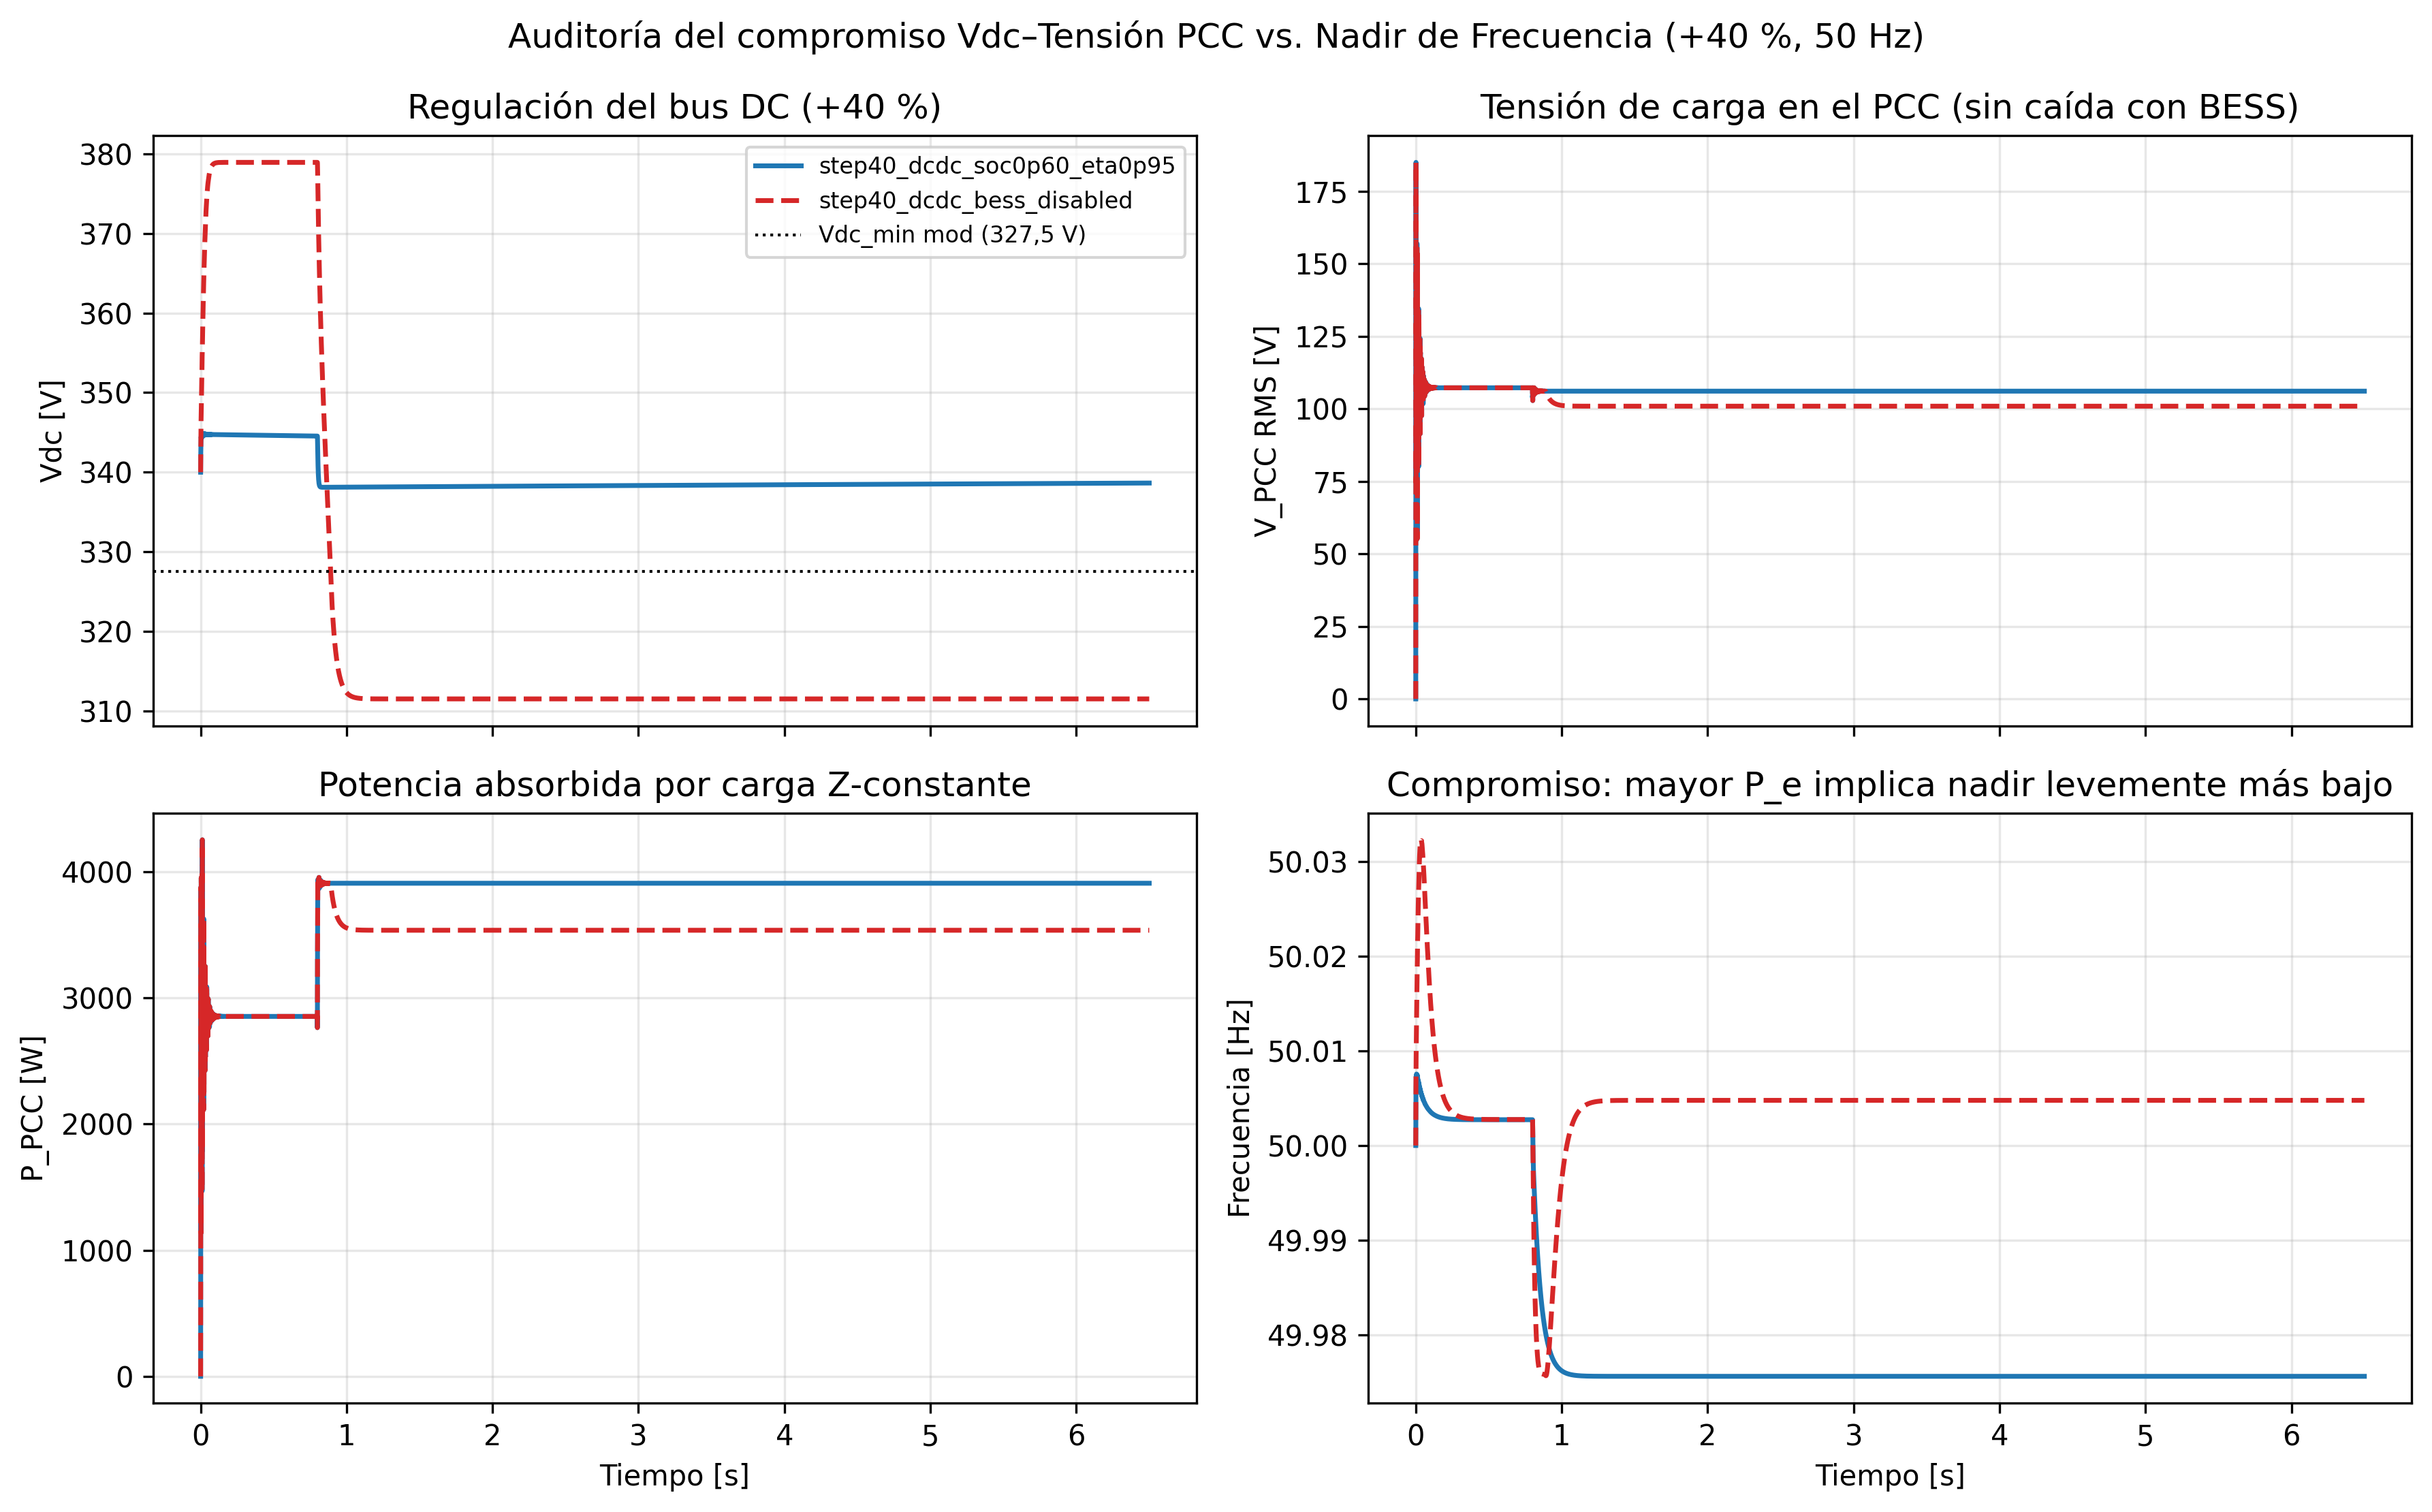 Auditoría del compromiso Vdc–Tensión PCC vs. Nadir de Frecuencia (+40 %, 50 Hz)
Regulación del bus DC (+40 %)
Vdc [V]
380
370
360
350
340
330
320
310
step40_dcdc_soc0p60_eta0p95
step40_dcdc_bess_disabled
Vdc_min mod (327,5 V)
Tensión de carga en el PCC (sin caída con BESS)
V_PCC RMS [V]
175
150
125
100
75
50
25
0
Potencia absorbida por carga Z-constante
P_PCC [W]
4000
3000
2000
1000
0
0 1 2 3 4 5 6
Tiempo [s]
Compromiso: mayor P_e implica nadir levemente más bajo
Frecuencia [Hz]
50.03
50.02
50.01
50.00
49.99
49.98
0 1 2 3 4 5 6
Tiempo [s]